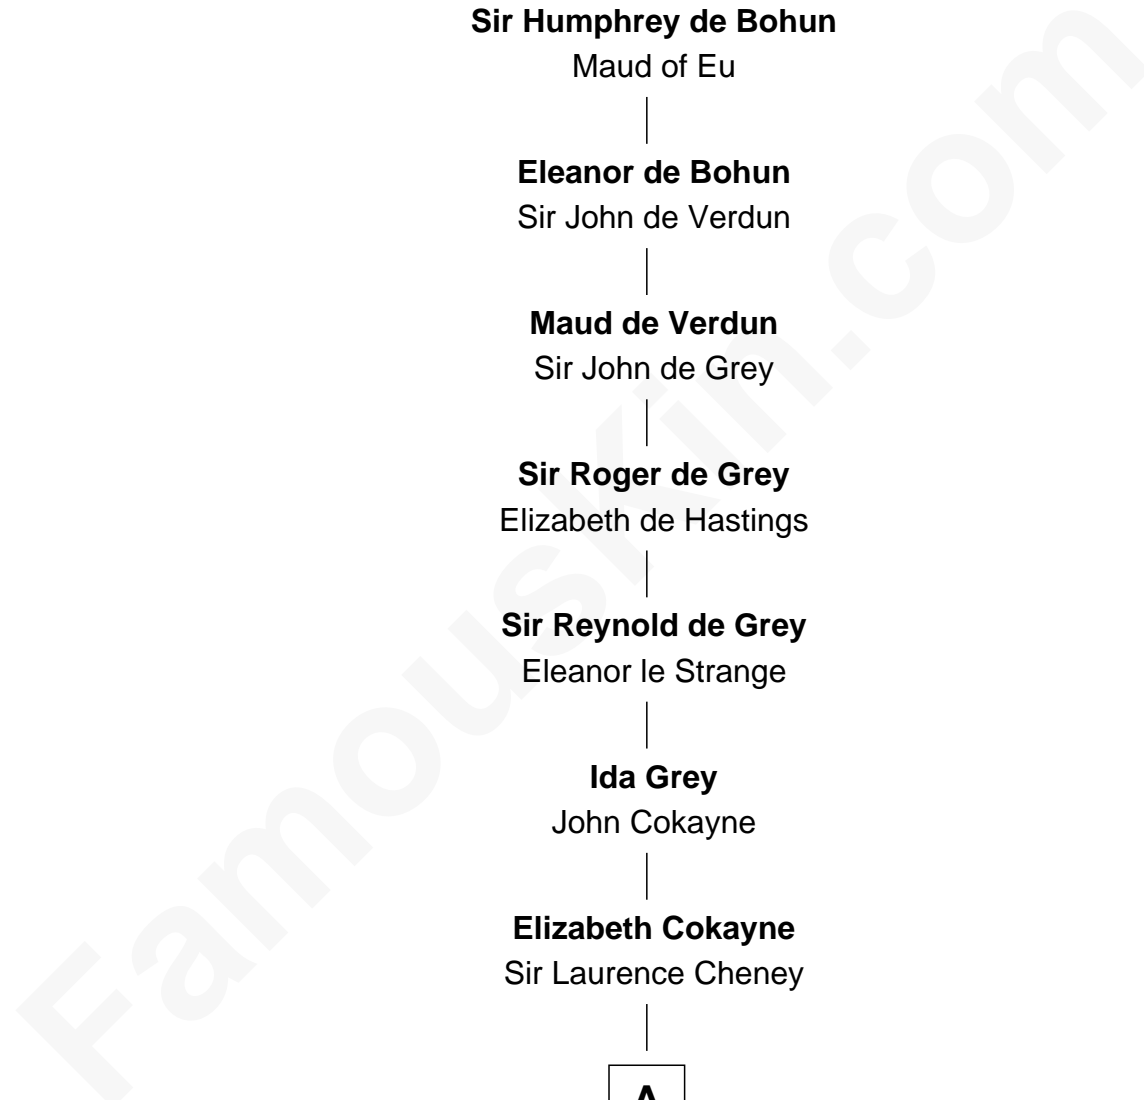 Sir Humphrey de Bohun
Maud of Eu
Eleanor de Bohun
Sir John de Verdun
Maud de Verdun
Sir John de Grey
Sir Roger de Grey
Elizabeth de Hastings
Sir Reynold de Grey
Eleanor le Strange
Ida Grey
John Cokayne
Elizabeth Cokayne
Sir Laurence Cheney
A
FamousKin.com